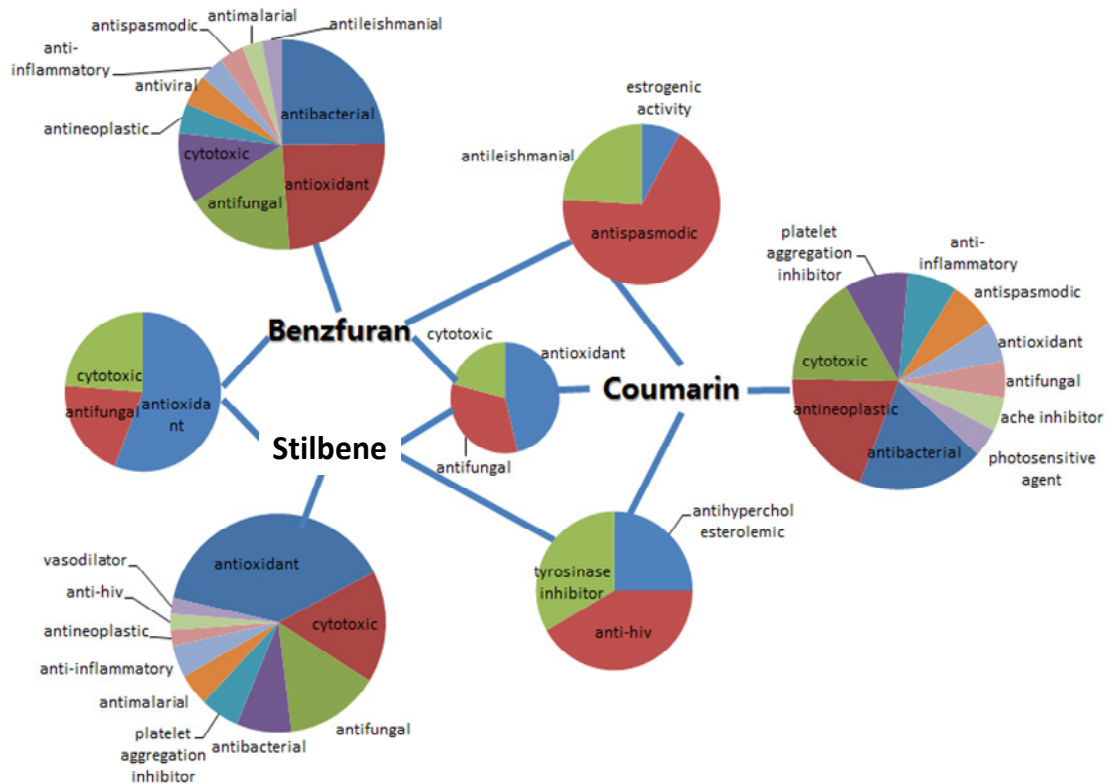 antimalarial
antispasmodic
antileishmanial
anti-
inflammatory
antiviral
antineoplastic
cytotoxic
antifungal
antibacterial
antioxidant
estrogenic
activity
antileishmanial
antispasmodic
platelet
aggregation
inhibitor
anti-
inflammatory
antispasmodic
antioxidant
antifungal
ache inhibitor
photosensitive
agent
cytotoxic
antineoplastic
antibacterial
Benzfuran
cytotoxic
antioxidant
antifungal
Coumarin
cytotoxic
antifungal
antioxida
nt
Stilbene
antihyperchol
esterolemic
tyrosinase
inhibitor
anti-hiv
antioxidant
vasodilator
anti-hiv
antineoplastic
anti-inflammatory
antimalarial
platelet
aggregation
inhibitor
antibacterial
antifungal
cytotoxic